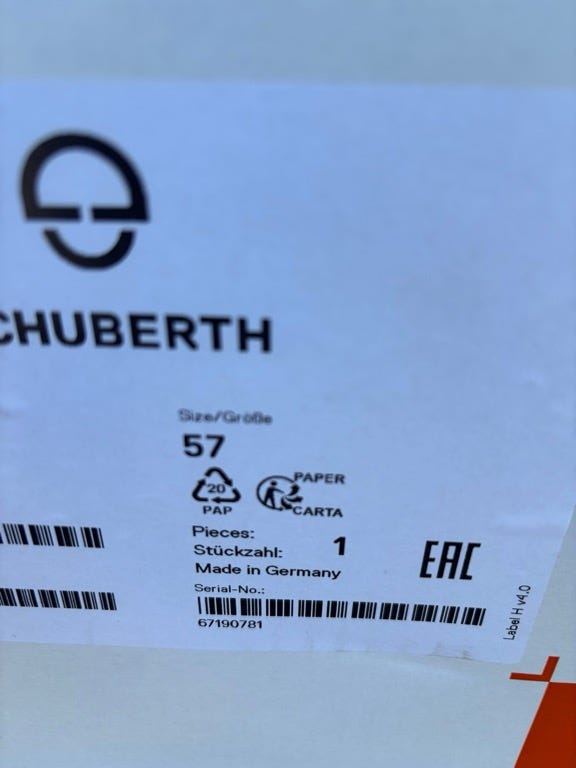 CHUBERTH
Size/Größe
57
20
PAP
PAPER
CARTA
Pieces:
Stückzahl: 1
Made in Germany
EAC
Serial-No.:
67190781
Label H v4.0